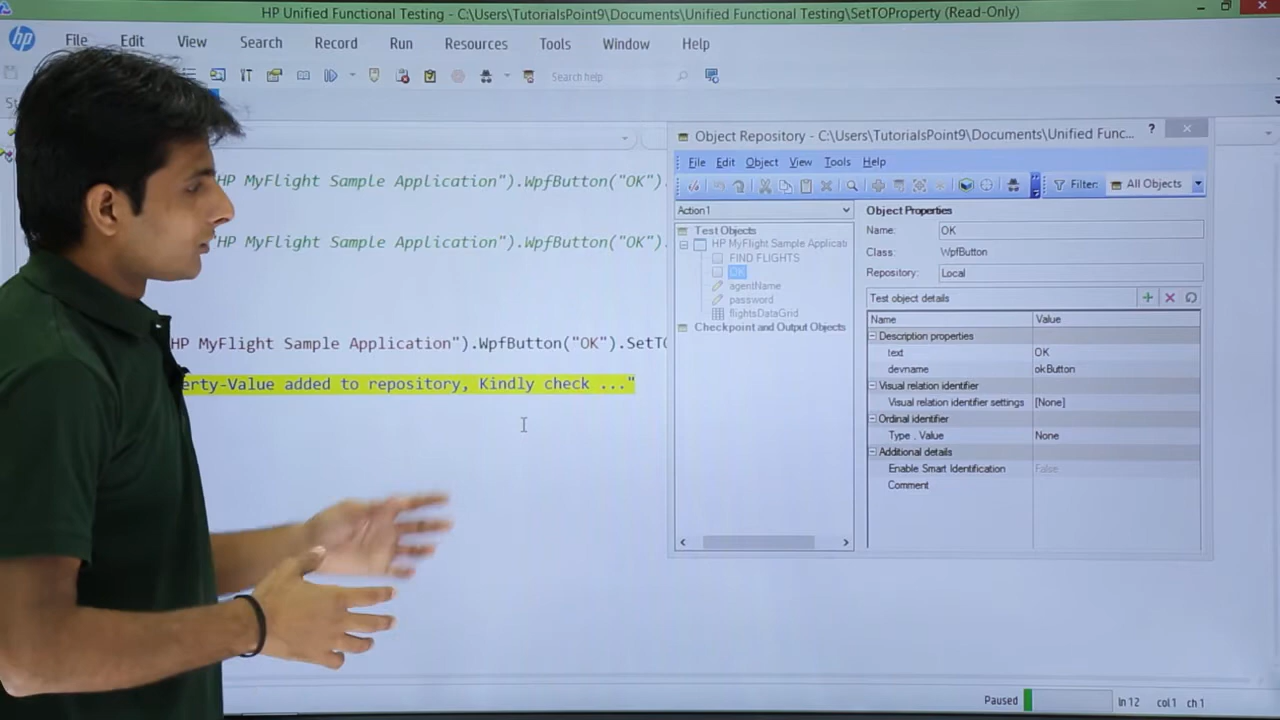 HP Unified Functional Testing - C:\Users\TutorialsPoint9\Documents\Unified Functional Testing\SetTOProperty (Read-Only)
hp
File Edit View Search Record Run Resources Tools Window Help
Search help
HP MyFlight Sample Application").WpfButton("OK").
"HP MyFlight Sample Application").WpfButton("OK").
HP MyFlight Sample Application").WpfButton("OK").SetTO
erty-Value added to repository, Kindly check ..."
Object Repository - C:\Users\TutorialsPoint9\Documents\Unified Func... ?
File Edit Object View Tools Help
Filter: All Objects
Action1
Test Objects
HP MyFlight Sample Applicati
FIND FLIGHTS
OK
agentName
password
flightsDataGrid
Checkpoint and Output Objects
Object Properties
Name: OK
Class: WpfButton
Repository: Local
Test object details
Name Value
Description properties
text OK
devname okButton
Visual relation identifier
Visual relation identifier settings [None]
Ordinal identifier
Type , Value None
Additional details
Enable Smart Identification False
Comment
Paused ln 12 col 1 ch 1